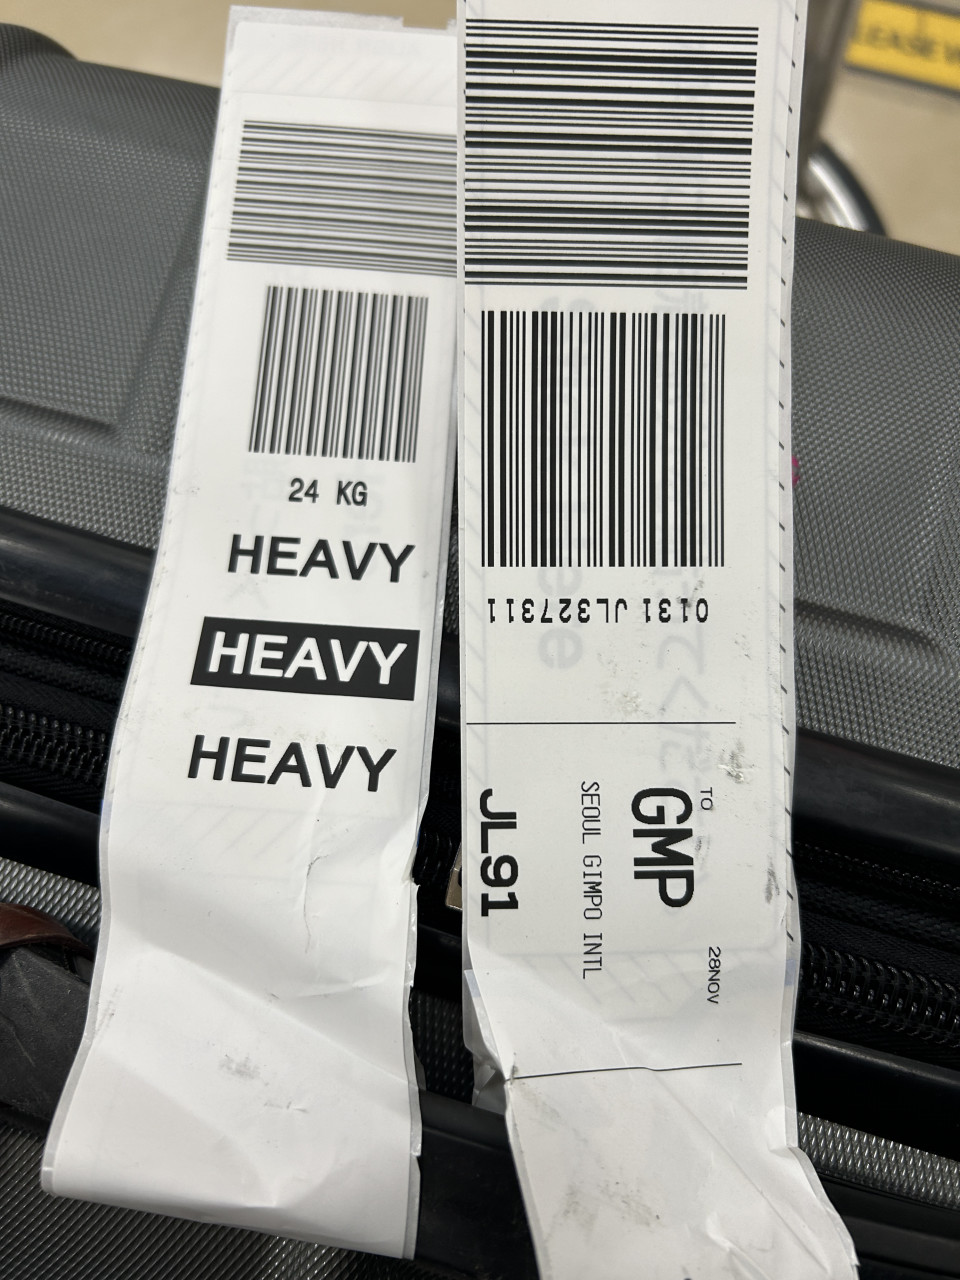 24 KG
HEAVY
HEAVY
HEAVY
0131 JL327311
TO
GMP
28NOV
SEOUL GIMPO INTL
JL91